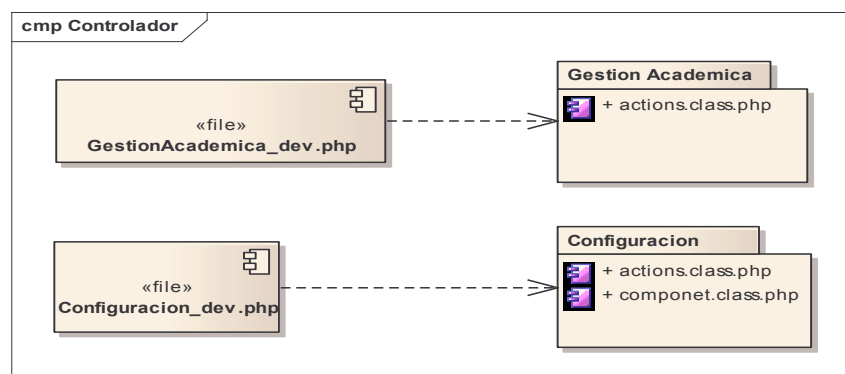 cmp Controlador
Gestion Academica
+ actions.class.php
«file»
GestionAcademica_dev.php
Configuracion
+ actions.class.php
+ componet.class.php
«file»
Configuracion_dev.php